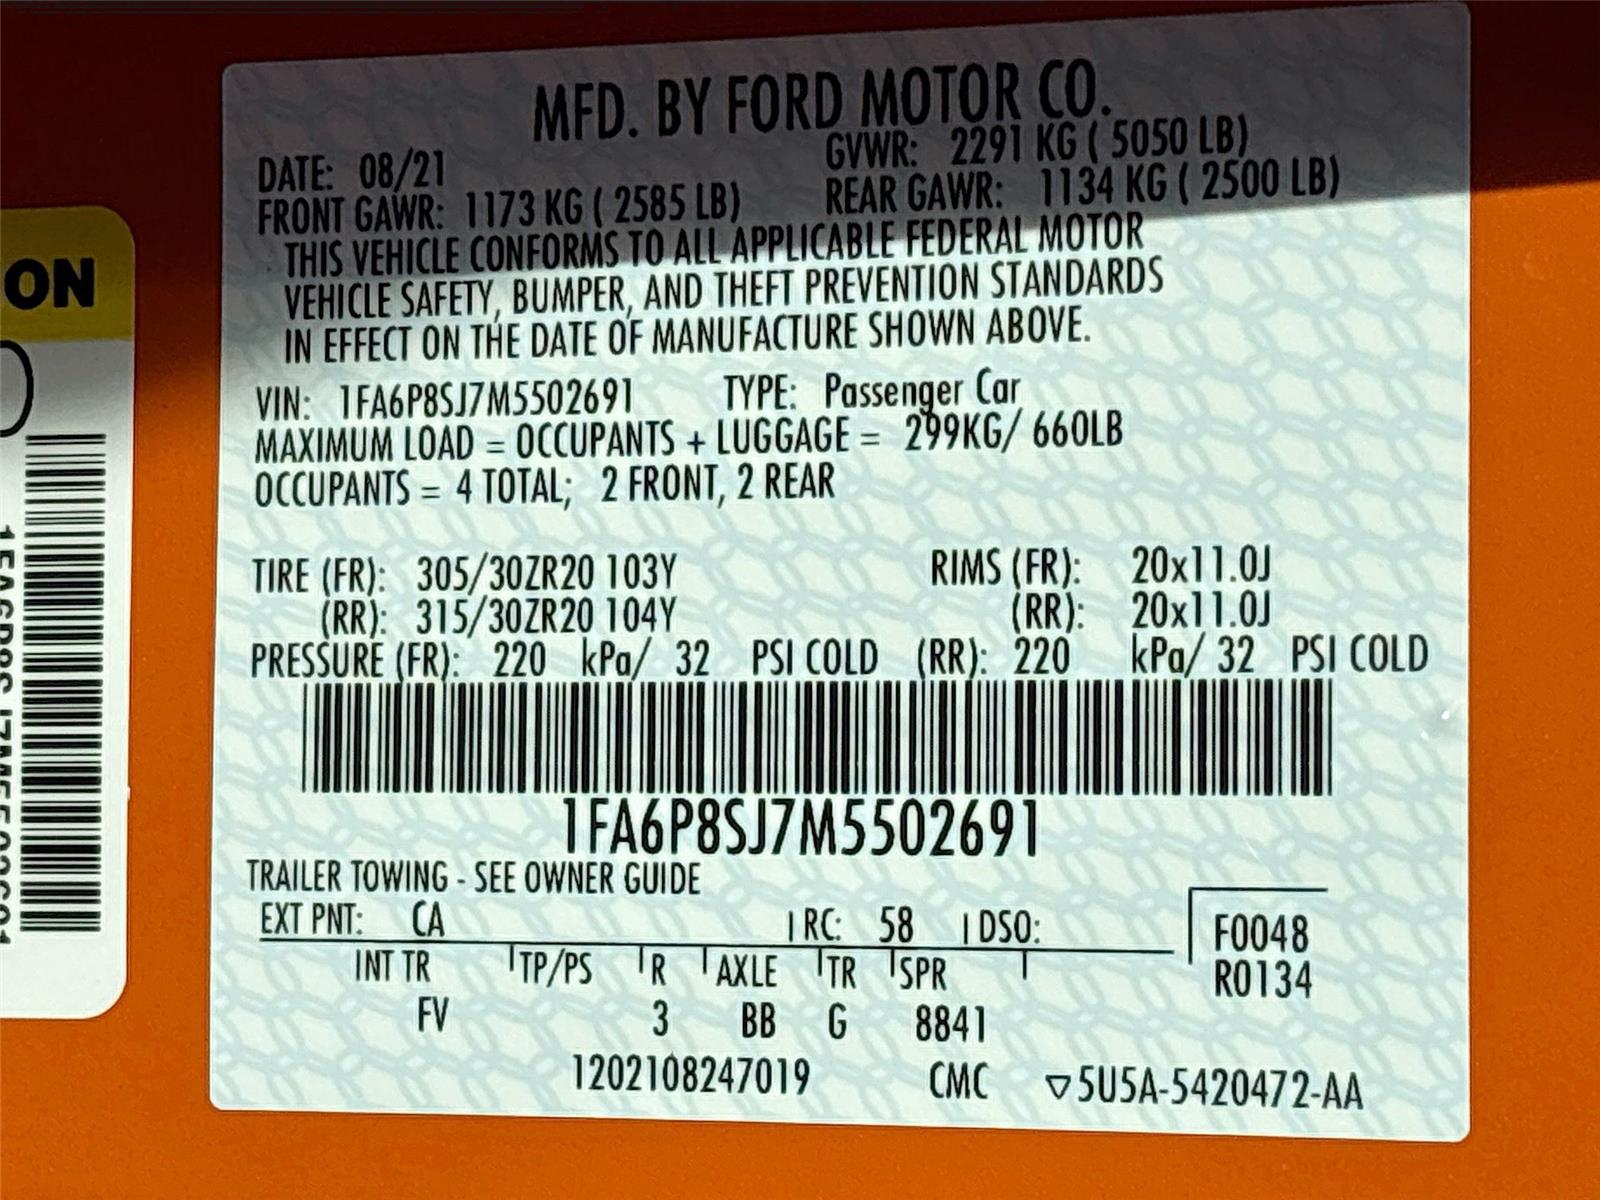 MFD. BY FORD MOTOR CO.
DATE: 08/21 GVWR: 2291 KG ( 5050 LB)
FRONT GAWR: 1173 KG ( 2585 LB) REAR GAWR: 1134 KG ( 2500 LB)
THIS VEHICLE CONFORMS TO ALL APPLICABLE FEDERAL MOTOR
VEHICLE SAFETY, BUMPER, AND THEFT PREVENTION STANDARDS
IN EFFECT ON THE DATE OF MANUFACTURE SHOWN ABOVE.
VIN: 1FA6P8SJ7M5502691 TYPE: Passenger Car
MAXIMUM LOAD = OCCUPANTS + LUGGAGE = 299KG/ 660LB
OCCUPANTS = 4 TOTAL; 2 FRONT, 2 REAR
TIRE (FR): 305/30ZR20 103Y RIMS (FR): 20x11.0J
(RR): 315/30ZR20 104Y (RR): 20x11.0J
PRESSURE (FR): 220 kPa/ 32 PSI COLD (RR): 220 kPa/ 32 PSI COLD
1FA6P8SJ7M5502691
TRAILER TOWING - SEE OWNER GUIDE
EXT PNT: CA RC: 58 DSO: F0048
INT TR TP/PS R AXLE TR SPR R0134
FV 3 BB G 8841
1202108247019 CMC ▽5U5A-5420472-AA
ON
1FA6P8SJ7M5502691